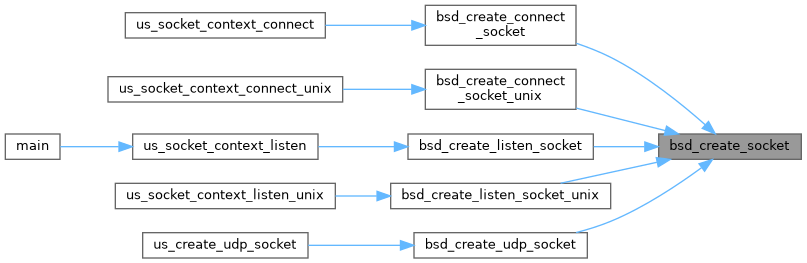 us_socket_context_connect
bsd_create_connect
_socket
us_socket_context_connect_unix
bsd_create_connect
_socket_unix
main
us_socket_context_listen
bsd_create_listen_socket
bsd_create_socket
us_socket_context_listen_unix
bsd_create_listen_socket_unix
us_create_udp_socket
bsd_create_udp_socket